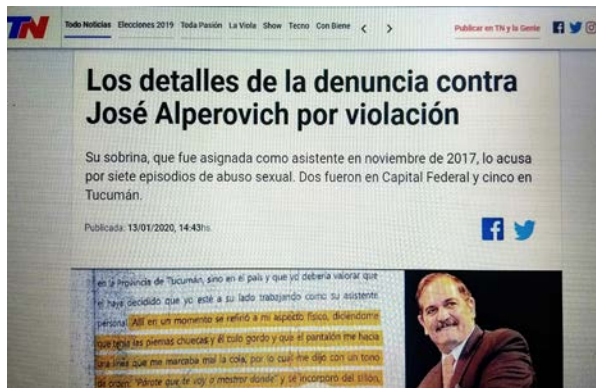 TN
Todo Noticias Elecciones 2019 Toda Pasión La Viola Show Tecno Con Biene
Publicar en TN y la Gente
Los detalles de la denuncia contra
José Alperovich por violación
Su sobrina, que fue asignada como asistente en noviembre de 2017, lo acusa
por siete episodios de abuso sexual. Dos fueron en Capital Federal y cinco en
Tucumán.
Publicada: 13/01/2020, 14:43hs
en la Provincia de Tucumán, sino en el país y que yo debería valorar que
el haya decidido que yo esté a su lado trabajando como su asistente
personal. Allí en un momento se refirió a mi aspecto físico, diciéndome
que tenía las piernas chuecas y el culo gordo y que el pantalón me hacía
una línea que me marcaba mal la cola, por lo cual me dijo con un tono
de orden: "Párate que te voy a mostrar donde" y se incorporó del sillón,